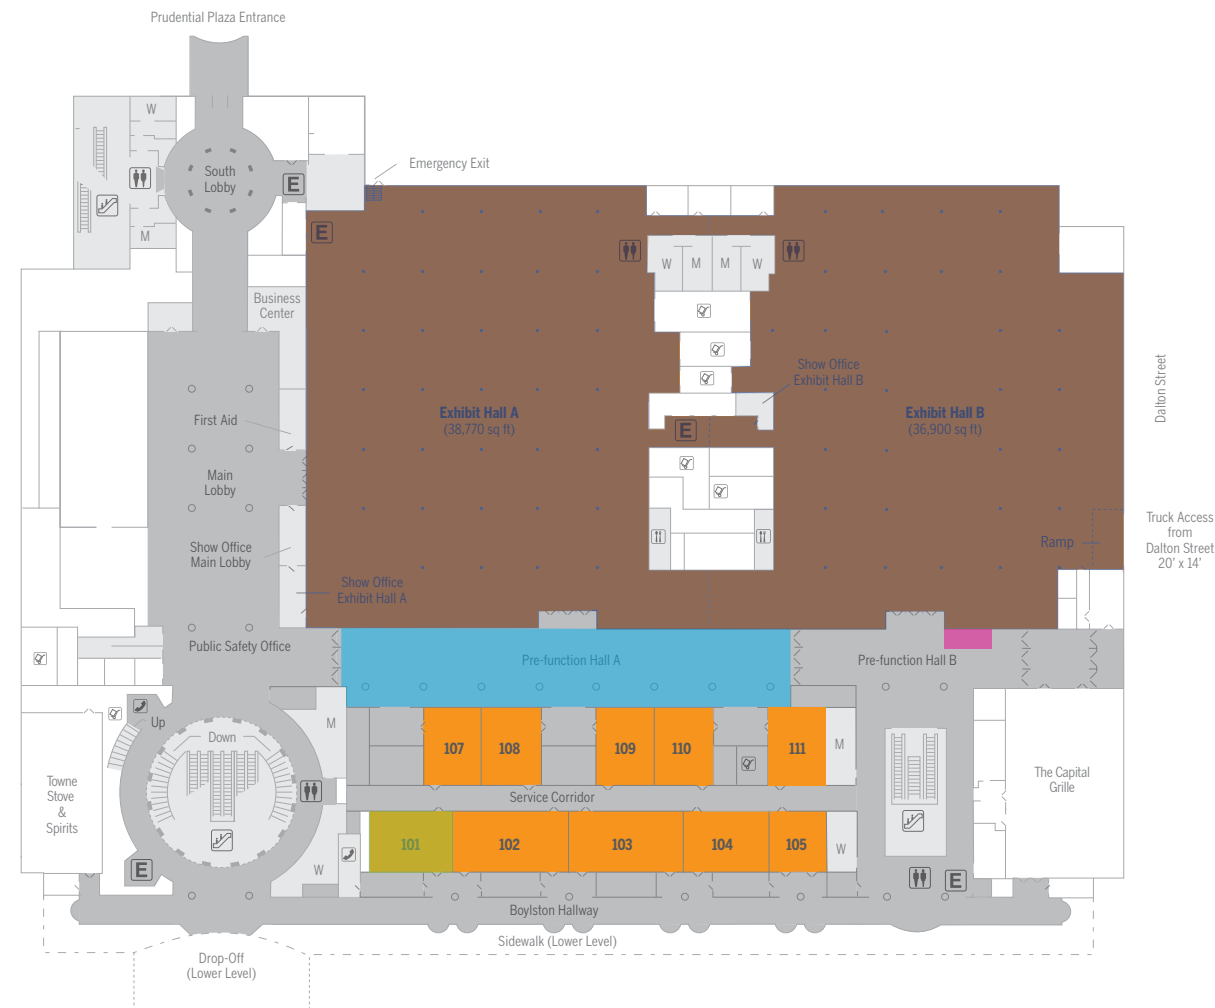 Prudential Plaza Entrance
W
South
Lobby
E
Emergency Exit
M
E
W
M
M
W
Business
Center
Show Office
Exhibit Hall B
Dalton Street
First Aid
Exhibit Hall A
(38,770 sq ft)
E
Exhibit Hall B
(36,900 sq ft)
Main
Lobby
Truck Access
from
Dalton Street
20' x 14'
Ramp
Show Office
Main Lobby
Show Office
Exhibit Hall A
Public Safety Office
Pre-function Hall A
Pre-function Hall B
Up
M
Down
107
108
109
110
111
M
Towne
Stove
&
Spirits
The Capital
Grille
Service Corridor
101
102
103
104
105
W
E
W
E
Boylston Hallway
Sidewalk (Lower Level)
Drop-Off
(Lower Level)